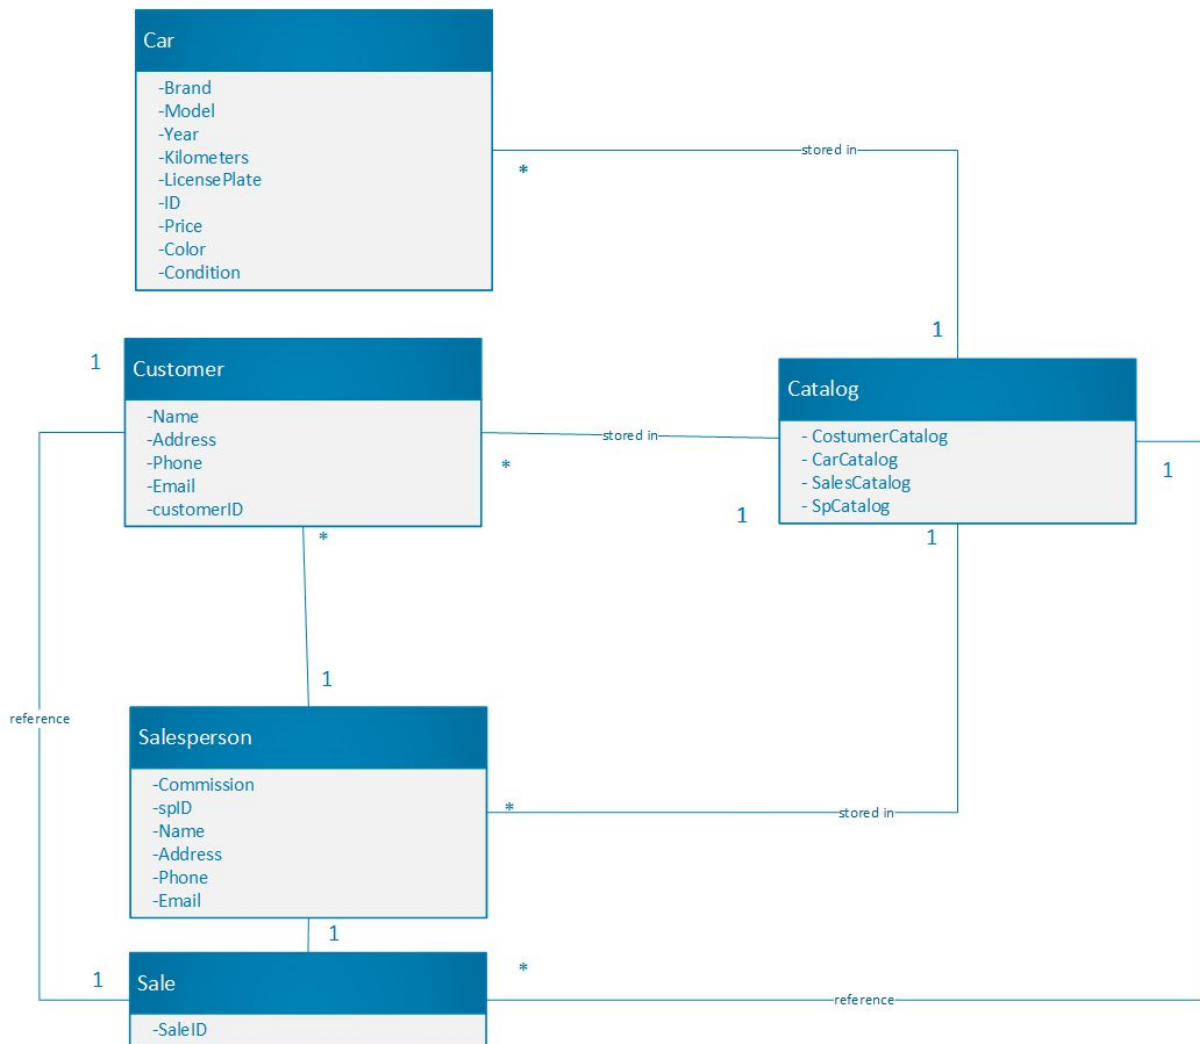 Car
-Brand
-Model
-Year
-Kilometers
-LicensePlate
-ID
-Price
-Color
-Condition
stored in
*
1
1
Customer
-Name
-Address
-Phone
-Email
-customerID
stored in
*
1
Catalog
- CostumerCatalog
- CarCatalog
- SalesCatalog
- SpCatalog
1
1
*
1
reference
Salesperson
-Commission
-spID
-Name
-Address
-Phone
-Email
*
stored in
1
1
Sale
-SaleID
*
reference